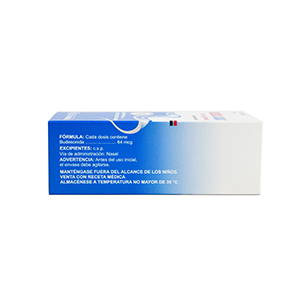 FÓRMULA: Cada dosis contiene
Budesonida .............. 64 mcg
EXCIPIENTES: c.s.p.
Vía de administración: Nasal
ADVERTENCIA: Antes del uso inicial,
el envase debe agitarse.
MANTÉNGASE FUERA DEL ALCANCE DE LOS NIÑOS.
VENTA CON RECETA MÉDICA
ALMACÉNESE A TEMPERATURA NO MAYOR DE 30 °C